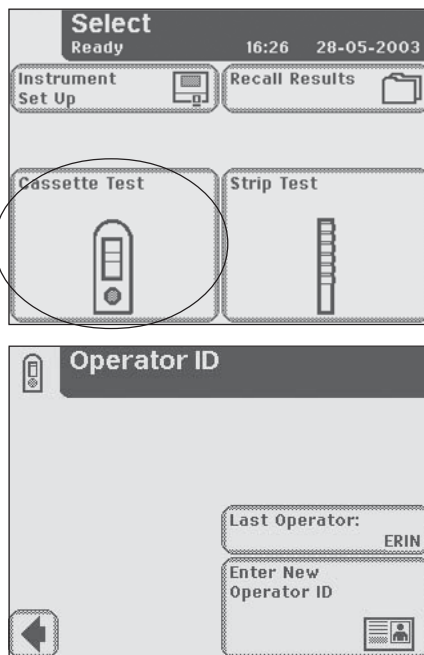 Select
Ready 16:26 28-05-2003
Instrument
Set Up
Recall Results
Cassette Test
Strip Test
Operator ID
Last Operator:
ERIN
Enter New
Operator ID